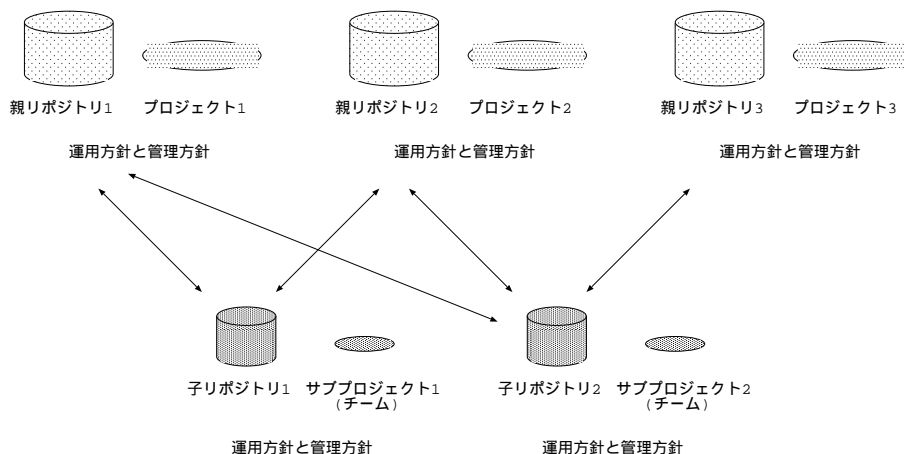 親リポジトリ1 プロジェクト1 親リポジトリ2 プロジェクト2 親リポジトリ3 プロジェクト3
運用方針と管理方針 運用方針と管理方針 運用方針と管理方針
子リポジトリ1 サブプロジェクト1 子リポジトリ2 サブプロジェクト2
(チーム) (チーム)
運用方針と管理方針 運用方針と管理方針